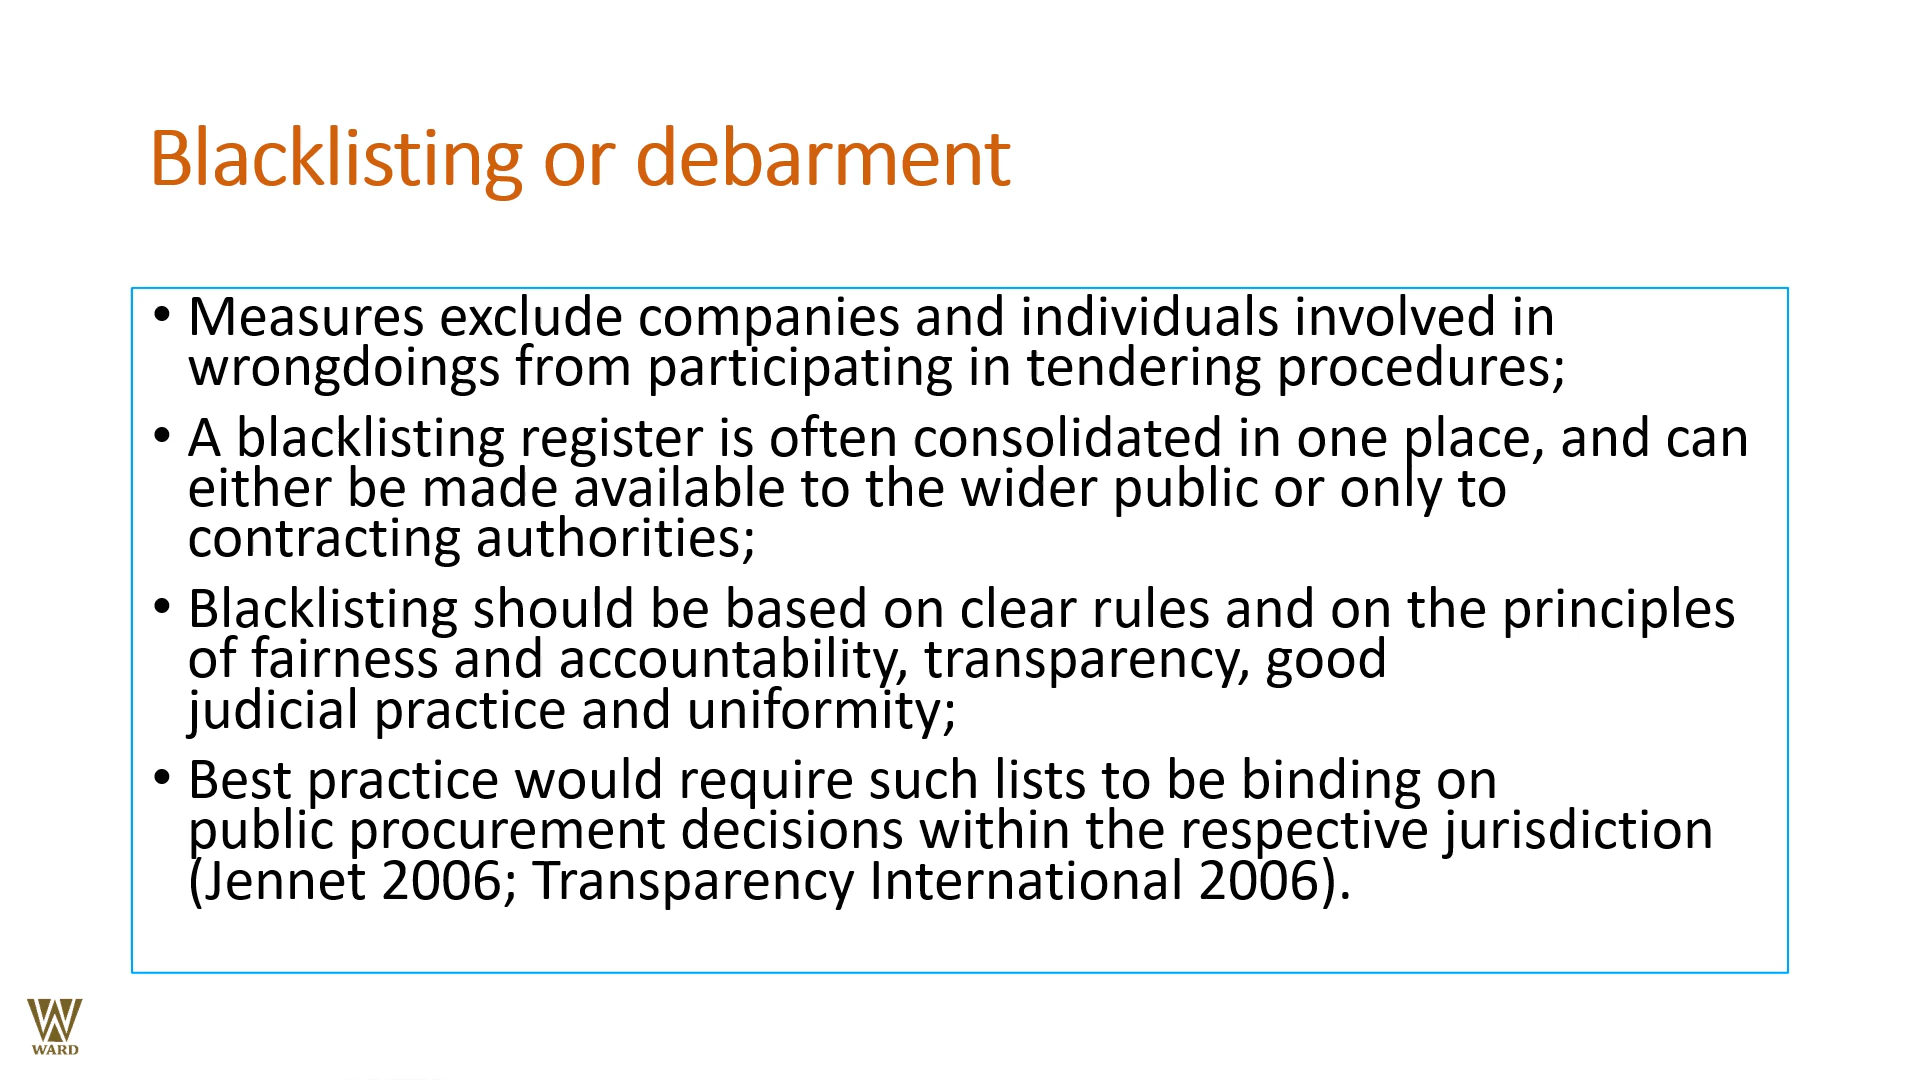 Blacklisting or debarment
• Measures exclude companies and individuals involved in
wrongdoings from participating in tendering procedures;
• A blacklisting register is often consolidated in one place, and can
either be made available to the wider public or only to
contracting authorities;
• Blacklisting should be based on clear rules and on the principles
of fairness and accountability, transparency, good
judicial practice and uniformity;
• Best practice would require such lists to be binding on
public procurement decisions within the respective jurisdiction
(Jennet 2006; Transparency International 2006).
WARD